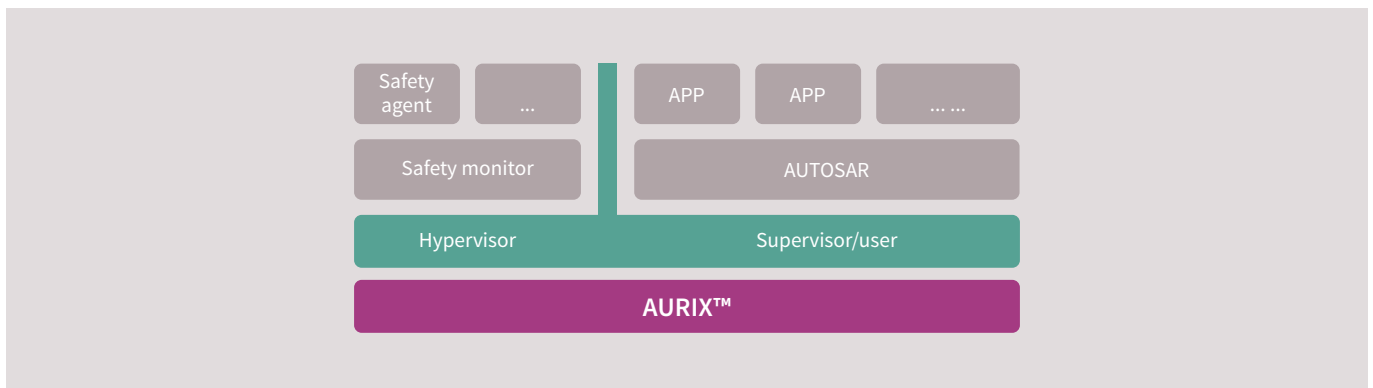 Safety
agent
...
APP
APP
... ...
Safety monitor
AUTOSAR
Hypervisor
Supervisor/user
AURIX™